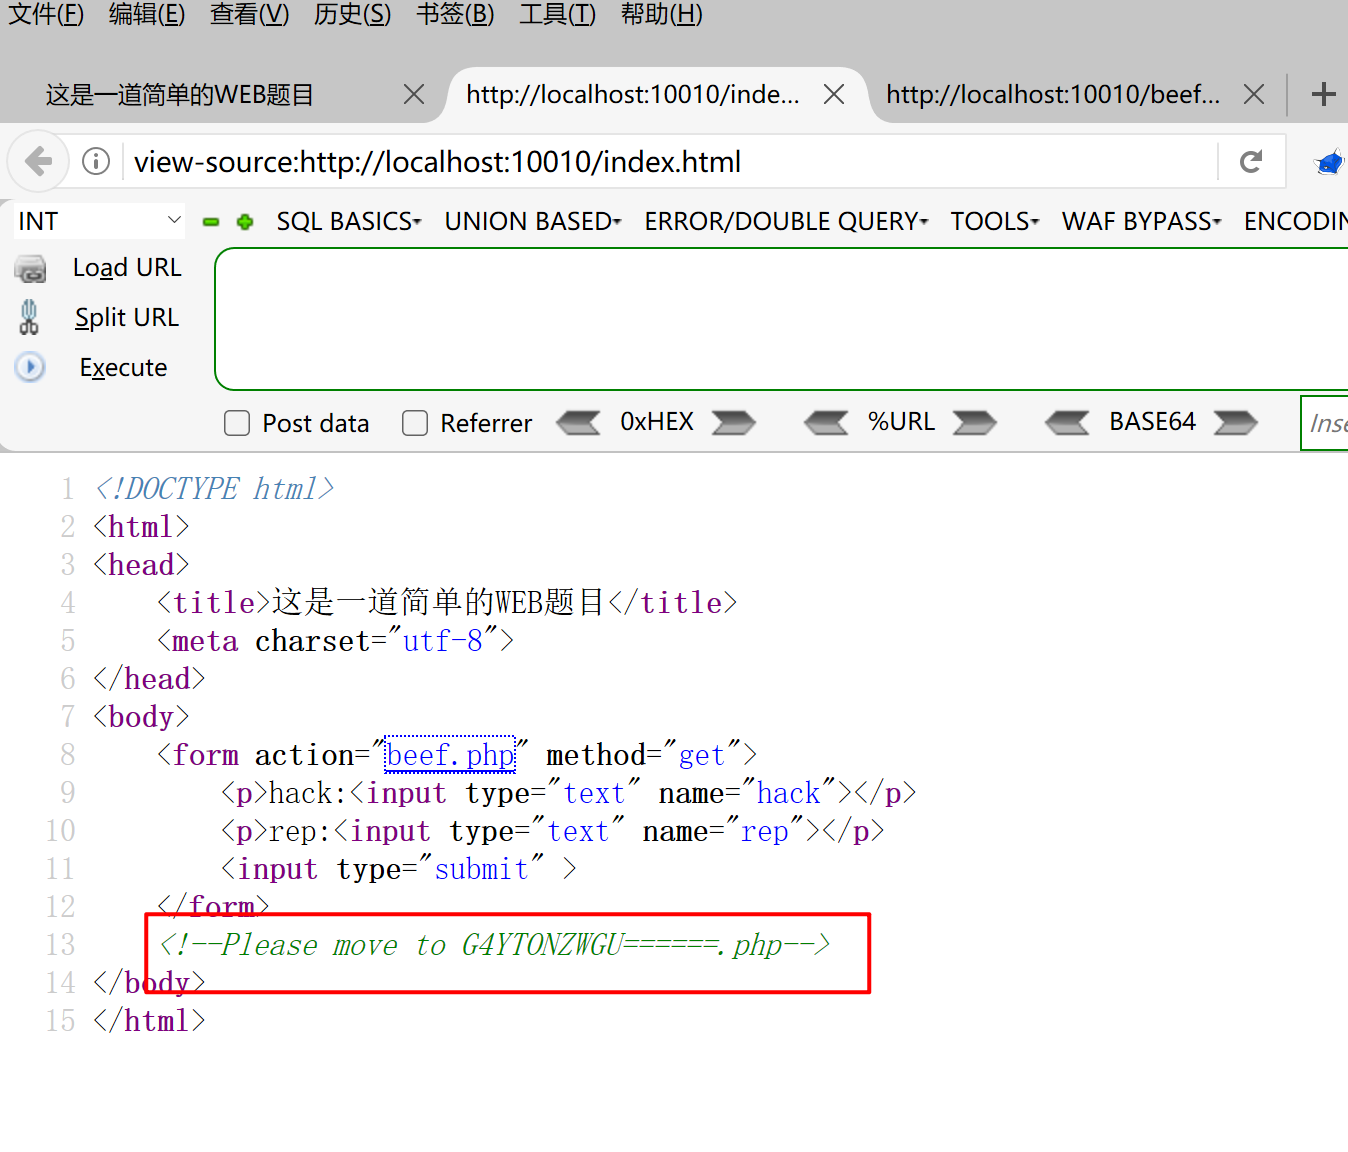 文件(F) 编辑(E) 查看(V) 历史(S) 书签(B) 工具(T) 帮助(H)
这是一道简单的WEB题目 http://localhost:10010/inde... http://localhost:10010/beef...
view-source:http://localhost:10010/index.html
INT SQL BASICS UNION BASED ERROR/DOUBLE QUERY TOOLS WAF BYPASS ENCODIN
Load URL
Split URL
Execute
Post data Referrer 0xHEX %URL BASE64 Inse
1 <!DOCTYPE html>
2 <html>
3 <head>
4 <title>这是一道简单的WEB题目</title>
5 <meta charset="utf-8">
6 </head>
7 <body>
8 <form action="beef.php" method="get">
9 <p>hack:<input type="text" name="hack"></p>
10 <p>rep:<input type="text" name="rep"></p>
11 <input type="submit" >
12 </form>
13 <!--Please move to G4YTONZWGU======.php-->
14 </body>
15 </html>